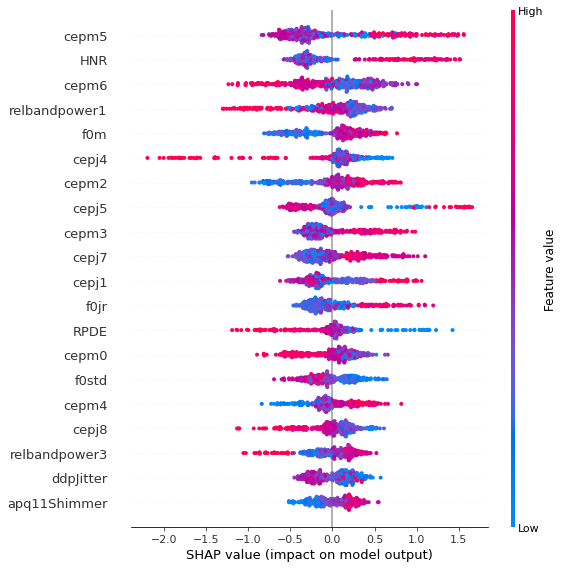 High
cepm5
HNR
cepm6
relbandpower1
f0m
cepj4
cepm2
cepj5
cepm3
cepj7
cepj1
f0jr
RPDE
cepm0
f0std
cepm4
cepj8
relbandpower3
ddpJitter
apq11Shimmer
Feature value
Low
−2.0 −1.5 −1.0 −0.5 0.0 0.5 1.0 1.5
SHAP value (impact on model output)